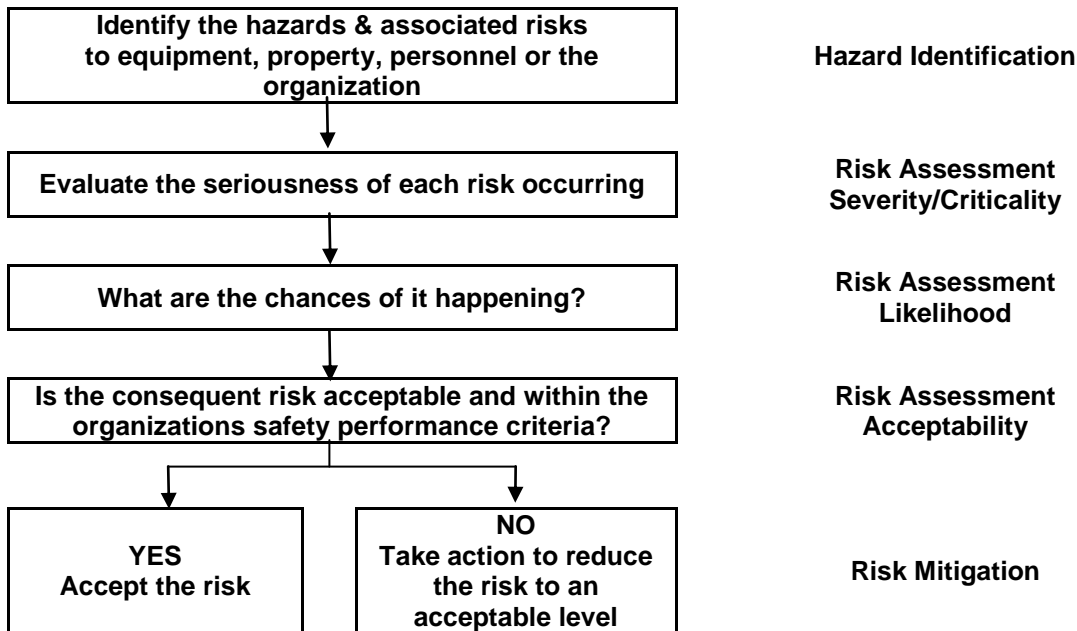 Identify the hazards & associated risks
to equipment, property, personnel or the
organization
Hazard Identification
Evaluate the seriousness of each risk occurring
Risk Assessment
Severity/Criticality
What are the chances of it happening?
Risk Assessment
Likelihood
Is the consequent risk acceptable and within the
organizations safety performance criteria?
Risk Assessment
Acceptability
YES
Accept the risk
NO
Take action to reduce
the risk to an
acceptable level
Risk Mitigation